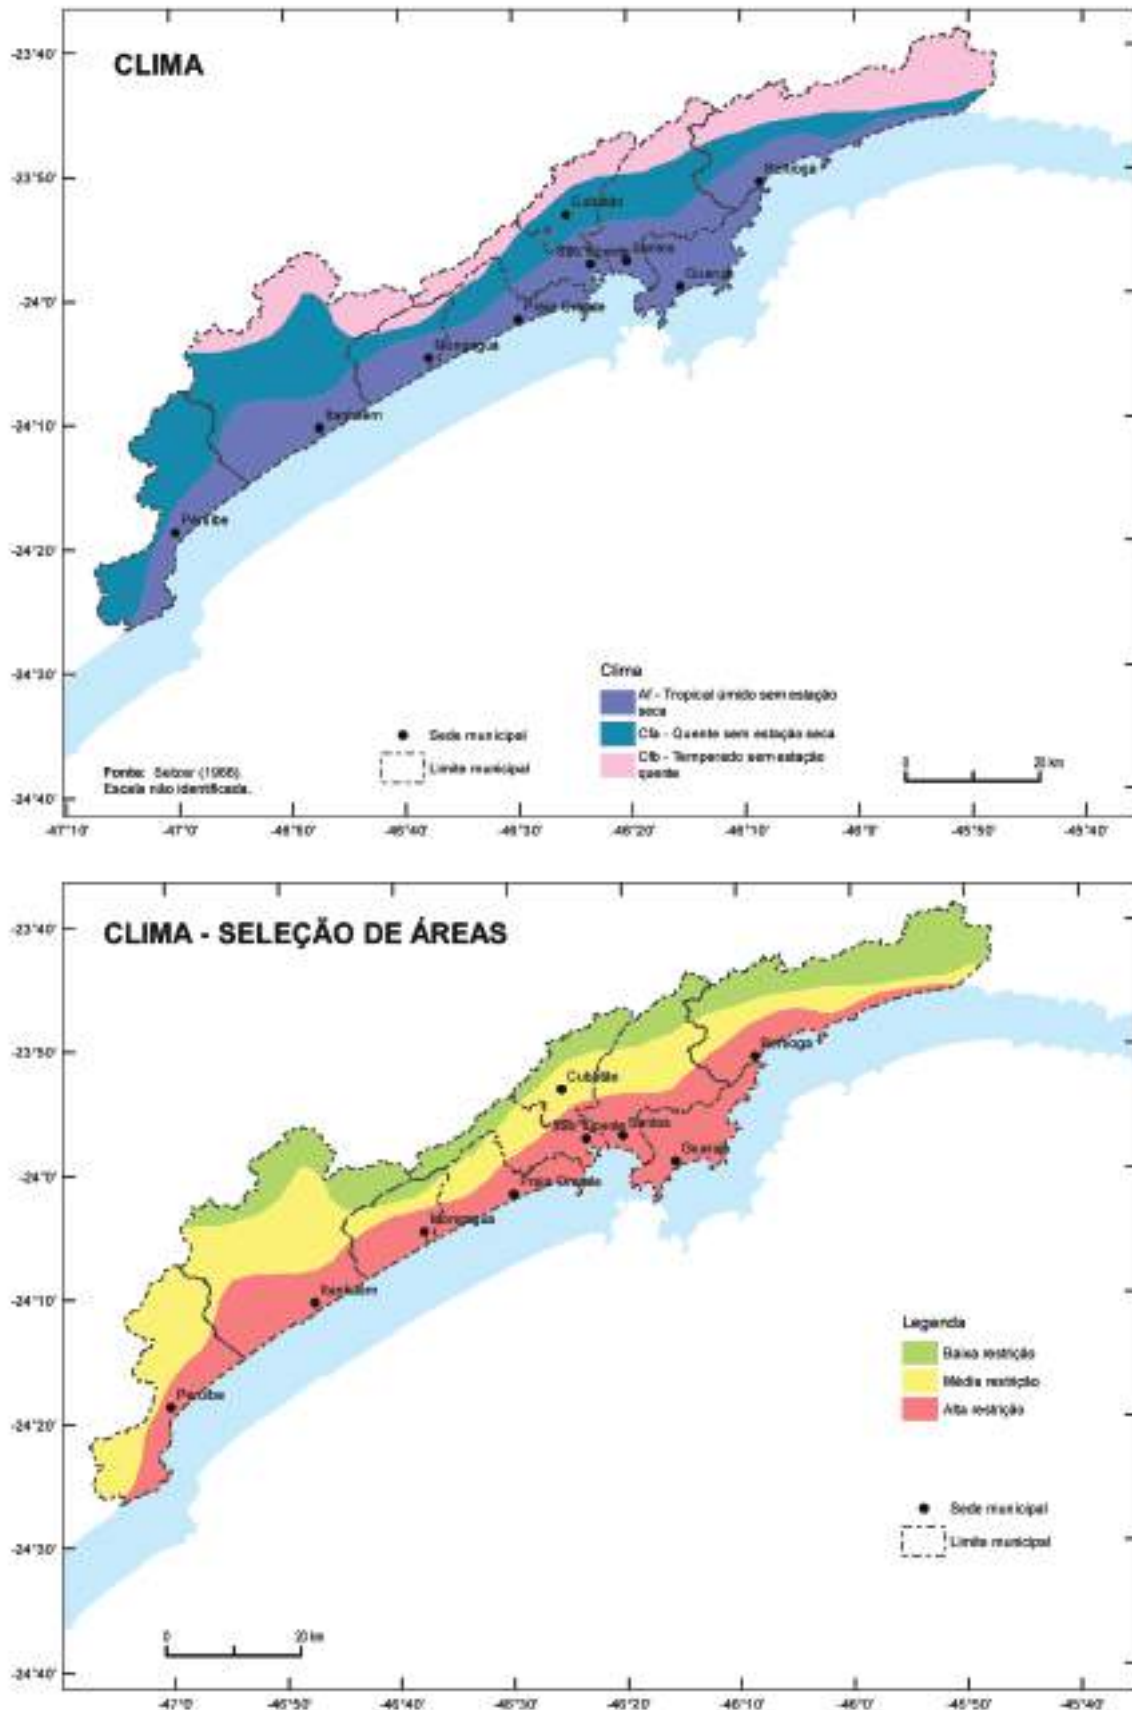 CLIMA
-23°40'
-23°50'
-24°0'
-24°10'
-24°20'
-24°30'
-24°40'
Bertioga
Cubatão
São Vicente
Santos
Guarujá
Praia Grande
Mongaguá
Itanhaém
Peruíbe
Clima
Af - Tropical úmido sem estação
seca
Cfa - Quente sem estação seca
Cfb - Temperado sem estação
quente
Sede municipal
Limite municipal
Fonte: Setzer (1966).
Escala não identificada.
0 20 km
-47°10' -47°0' -46°50' -46°40' -46°30' -46°20' -46°10' -46°0' -45°50' -45°40'
CLIMA - SELEÇÃO DE ÁREAS
-23°40'
-23°50'
-24°0'
-24°10'
-24°20'
-24°30'
-24°40'
Bertioga
Cubatão
São Vicente
Santos
Guarujá
Praia Grande
Mongaguá
Itanhaém
Peruíbe
Legenda
Baixa restrição
Média restrição
Alta restrição
Sede municipal
Limite municipal
0 20 km
-47°0' -46°50' -46°40' -46°30' -46°20' -46°10' -46°0' -45°50' -45°40'